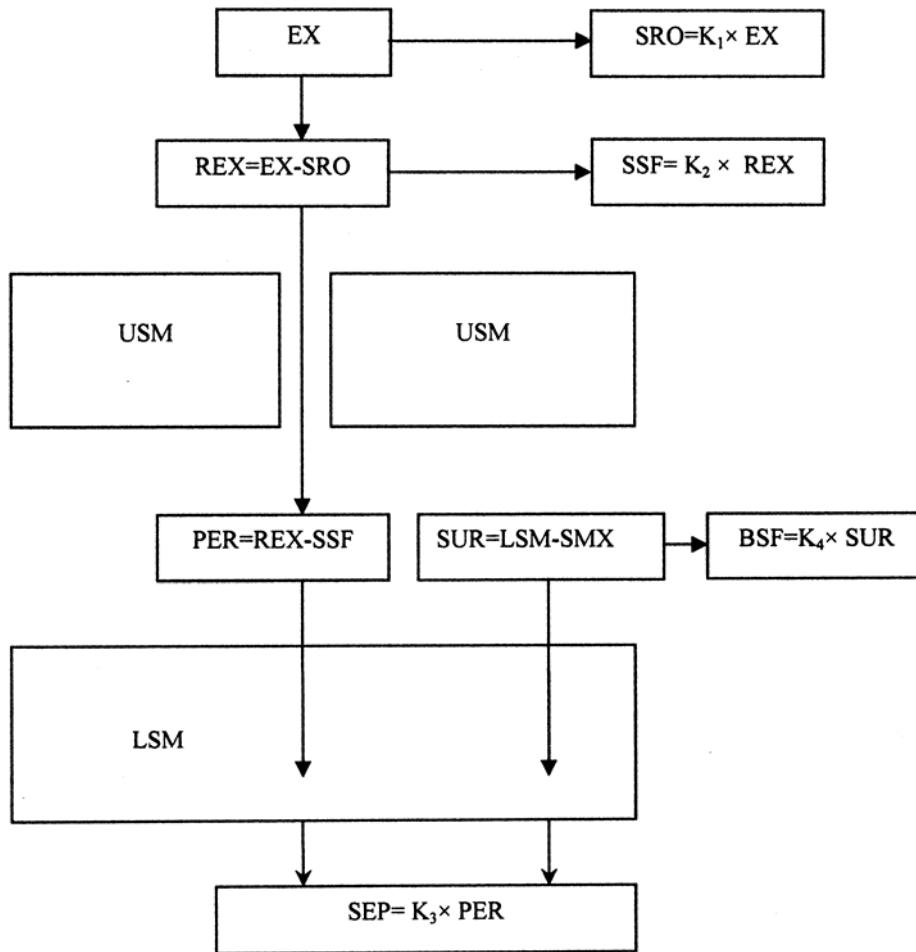 EX
SRO=K₁× EX
REX=EX-SRO
SSF= K₂ × REX
USM
USM
PER=REX-SSF
SUR=LSM-SMX
BSF=K₄× SUR
LSM
SEP= K₃× PER